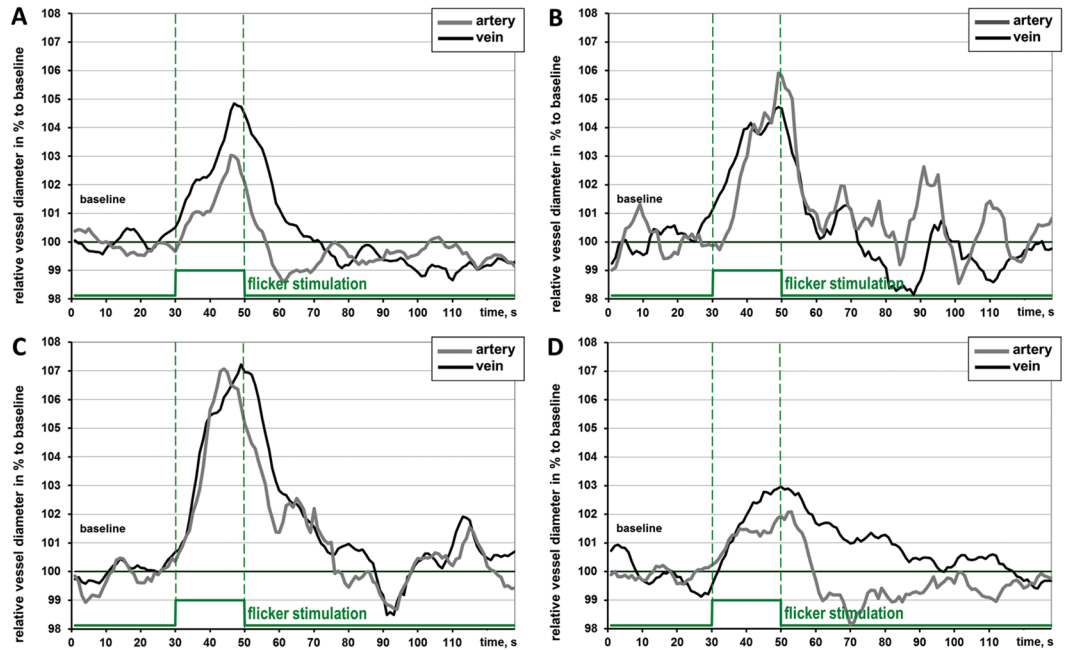 A
relative vessel diameter in % to baseline
108
107
106
105
104
103
102
101
100
99
98
artery
vein
baseline
flicker stimulation
0 10 20 30 40 50 60 70 80 90 100 110 time, s
B
relative vessel diameter in % to baseline
108
107
106
105
104
103
102
101
100
99
98
artery
vein
baseline
flicker stimulation
0 10 20 30 40 50 60 70 80 90 100 110 time, s
C
relative vessel diameter in % to baseline
108
107
106
105
104
103
102
101
100
99
98
artery
vein
baseline
flicker stimulation
0 10 20 30 40 50 60 70 80 90 100 110 time, s
D
relative vessel diameter in % to baseline
108
107
106
105
104
103
102
101
100
99
98
artery
vein
baseline
flicker stimulation
0 10 20 30 40 50 60 70 80 90 100 110 time, s